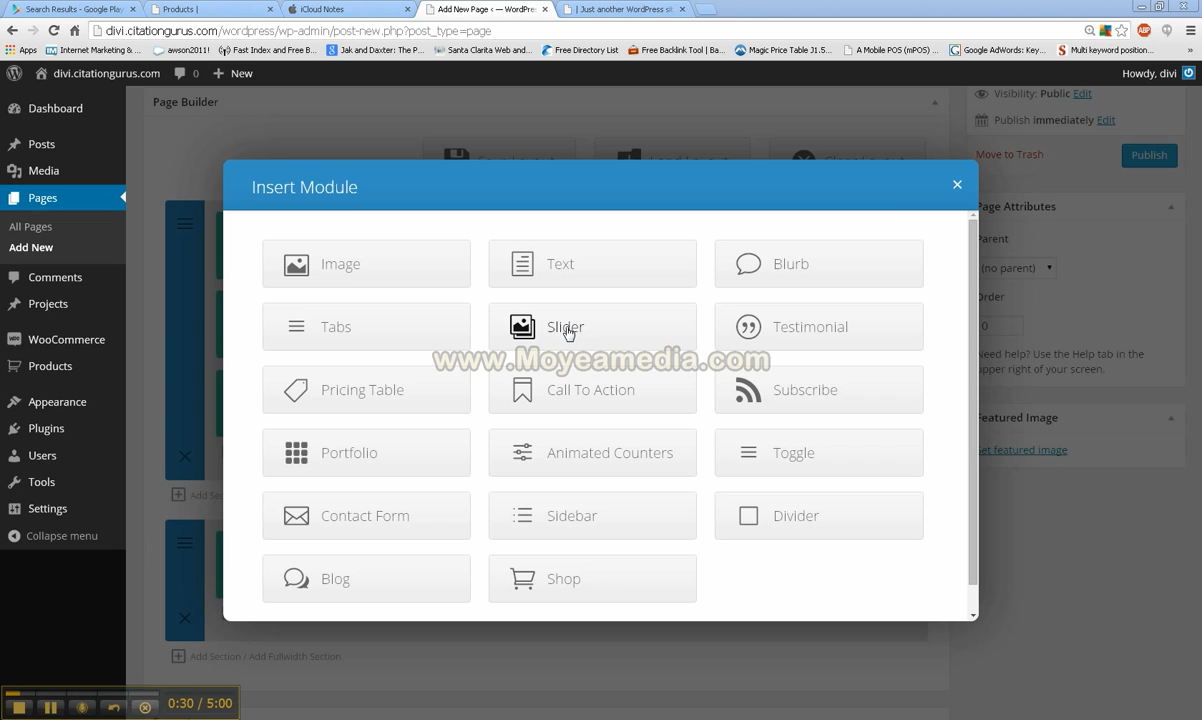 Search Results - Google Play
Products |
iCloud Notes
Add New Page ‹ — WordPres
| Just another WordPress sit
divi.citationgurus.com/wordpress/wp-admin/post-new.php?post_type=page
Apps
Internet Marketing & ...
awson2011!
Fast Index and Free B...
Jak and Daxter: The P...
Santa Clarita Web and...
Free Directory List
Free Backlink Tool | Ba...
Magic Price Table J1.5...
A Mobile POS (mPOS) ...
Google AdWords: Key...
Multi keyword position...
»
divi.citationgurus.com
0
New
Howdy, divi
Dashboard
Posts
Media
Pages
All Pages
Add New
Comments
Projects
WooCommerce
Products
Appearance
Plugins
Users
Tools
Settings
Collapse menu
Page Builder
Insert Module
Image
Text
Blurb
Tabs
Slider
Testimonial
www.Moyeamedia.com
Pricing Table
Call To Action
Subscribe
Portfolio
Animated Counters
Toggle
Contact Form
Sidebar
Divider
Blog
Shop
Add Sec
Add Section / Add Fullwidth Section
Visibility: Public Edit
Publish immediately Edit
Move to Trash
Publish
Page Attributes
Parent
(no parent)
Order
0
Need help? Use the Help tab in the
upper right of your screen.
Featured Image
Set featured image
0:30 / 5:00